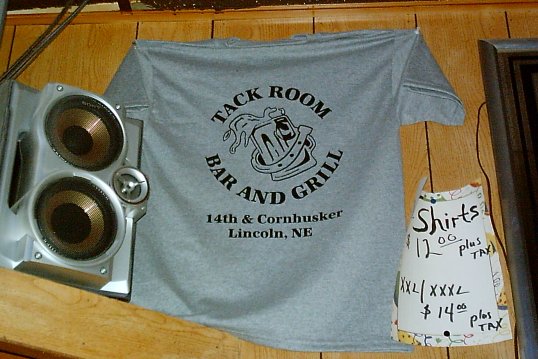 TACK ROOM
BAR AND GRILL
14th & Cornhusker
Lincoln, NE
Shirts
$12.00 plus
TAX
XXL/XXXL
$14.00 plus
TAX